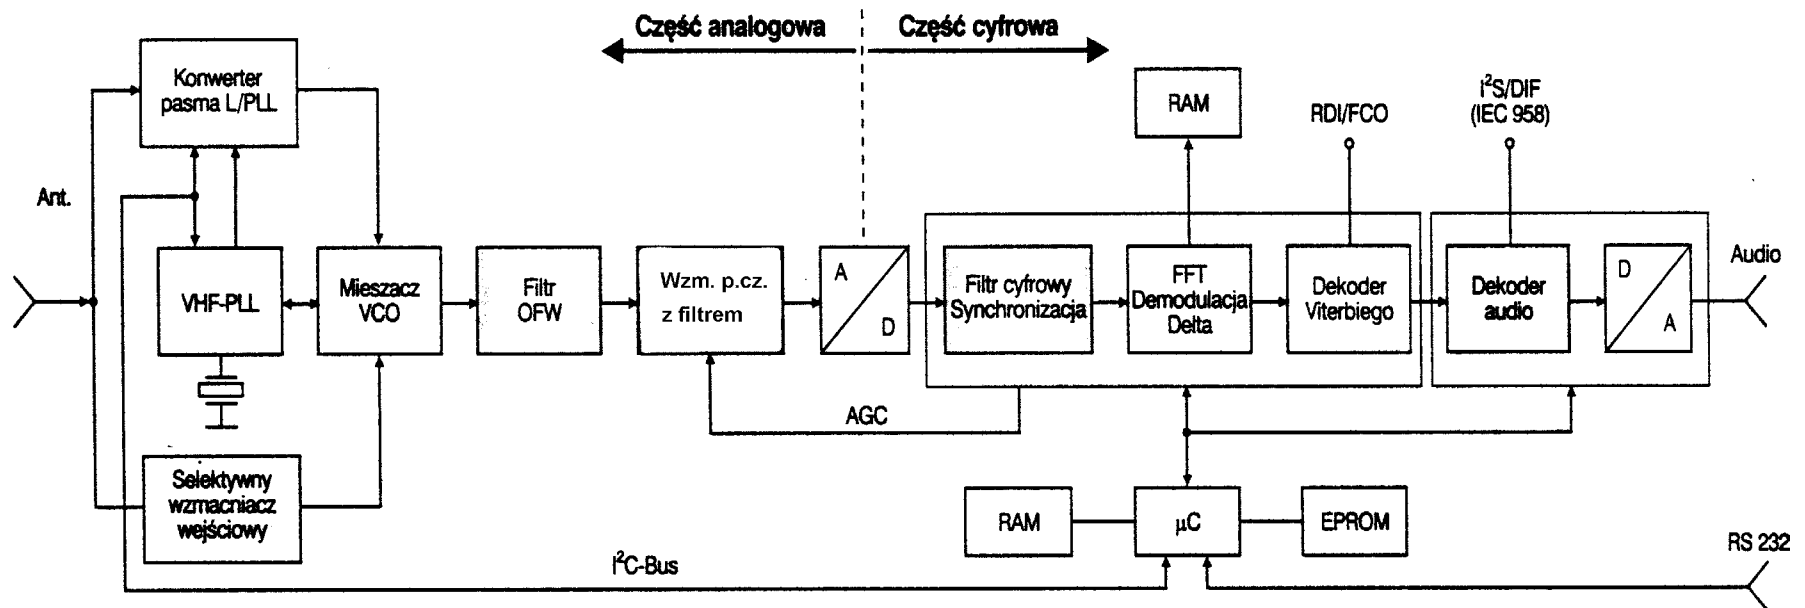 Część analogowa
Część cyfrowa
Konwerter
pasma L/PLL
RAM
RDI/FCO
I²S/DIF
(IEC 958)
Ant.
VHF-PLL
Mieszacz
VCO
Filtr
OFW
Wzm. p.cz.
z filtrem
A
D
Filtr cyfrowy
Synchronizacja
FFT
Demodulacja
Delta
Dekoder
Viterbiego
Dekoder
audio
D
A
Audio
AGC
Selektywny
wzmacniacz
wejściowy
RAM
μC
EPROM
I²C-Bus
RS 232